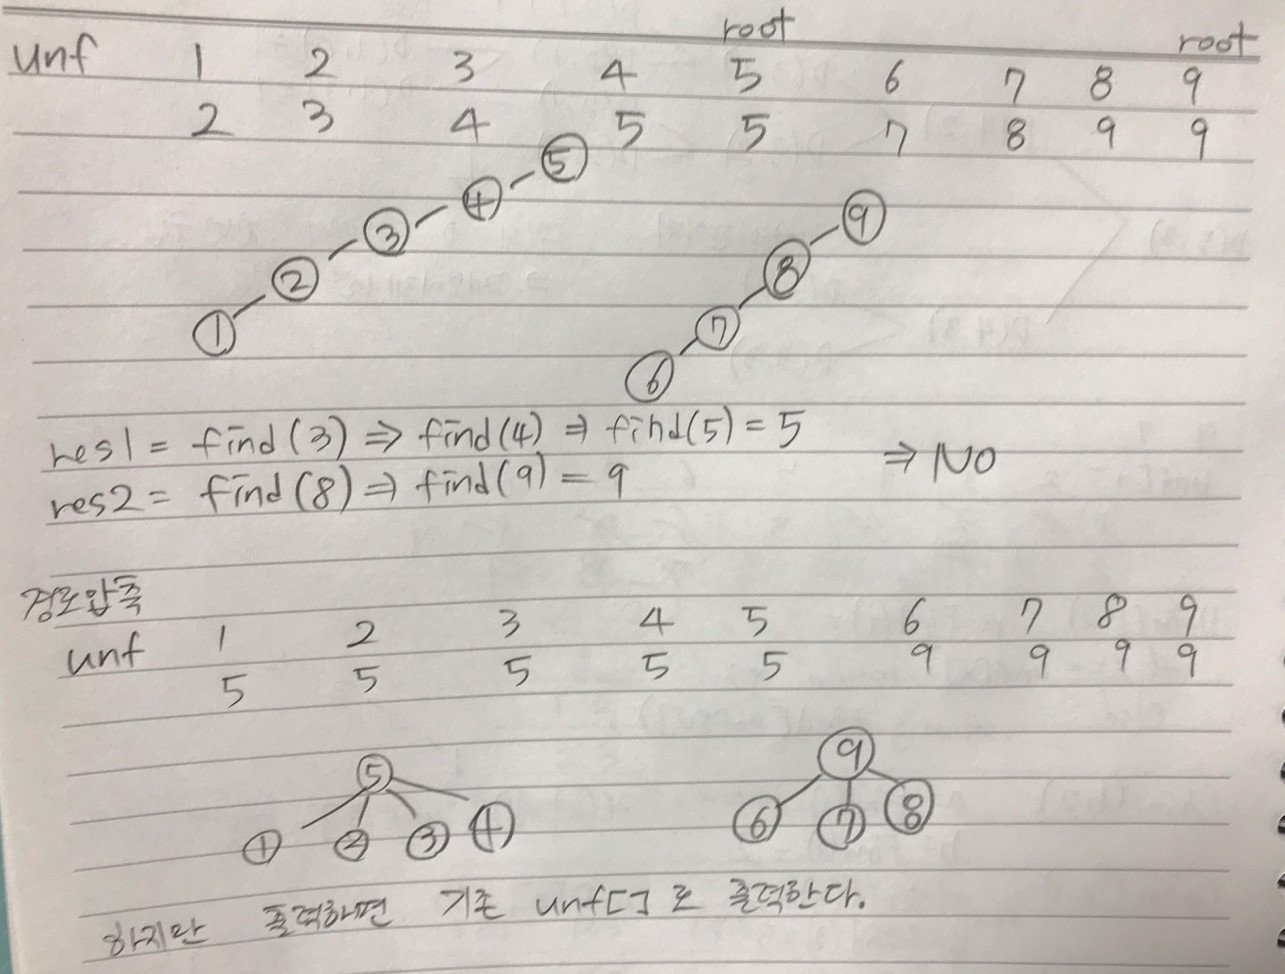 root root
unf 1 2 3 4 5 6 7 8 9
2 3 4 5 5 7 8 9 9
5
4
3
2
1
9
8
7
6
res1 = find(3) ⇒ find(4) ⇒ find(5) = 5
⇒ NO
res2 = find(8) ⇒ find(9) = 9
경로압축
unf 1 2 3 4 5 6 7 8 9
5 5 5 5 5 9 9 9 9
5 9
1 2 3 4 6 7 8
하지만 출력하면 기존 unf[]로 출력한다.